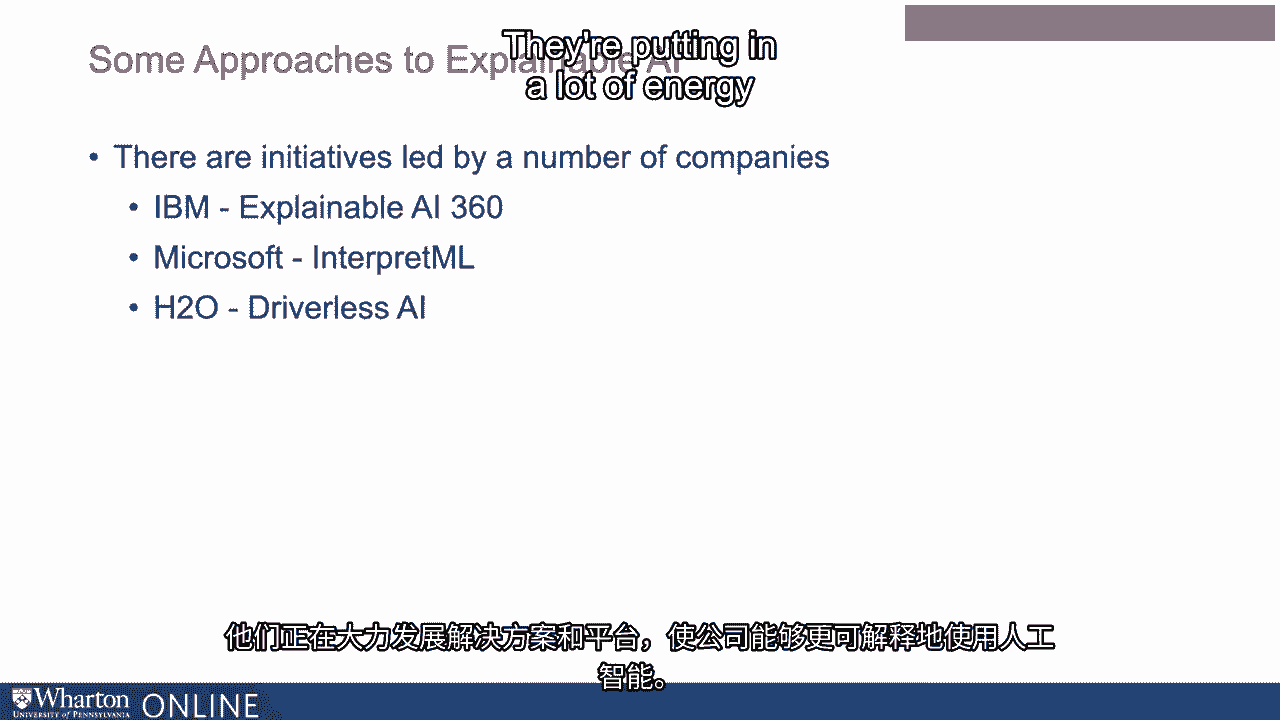 They're putting in
a lot of energy
Some Approaches to Explainable AI
• There are initiatives led by a number of companies
• IBM - Explainable AI 360
• Microsoft - InterpretML
• H2O - Driverless AI
他们正在大力发展解决方案和平台，使公司能够更可解释地使用人工
智能。
Wharton ONLINE
UNIVERSITY of PENNSYLVANIA